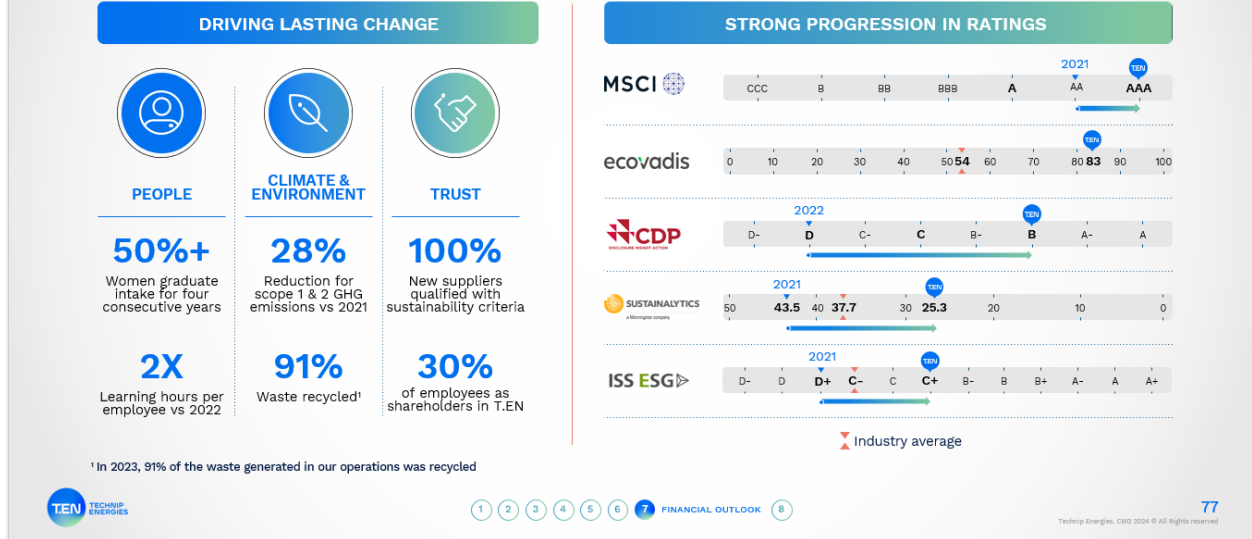 DRIVING LASTING CHANGE
PEOPLE
50%+
Women graduate
intake for four
consecutive years
2X
Learning hours per
employee vs 2022
CLIMATE &
ENVIRONMENT
28%
Reduction for
scope 1 & 2 GHG
emissions vs 2021
91%
Waste recycled¹
TRUST
100%
New suppliers
qualified with
sustainability criteria
30%
of employees as
shareholders in T.EN
¹ In 2023, 91% of the waste generated in our operations was recycled
STRONG PROGRESSION IN RATINGS
2021 T.EN
MSCI CCC B BB BBB A AA AAA
T.EN
ecovadis 0 10 20 30 40 50 54 60 70 80 83 90 100
2022 T.EN
CDP D- D C- C B- B A- A
DISCLOSURE INSIGHT ACTION
2021 T.EN
SUSTAINALYTICS 50 43.5 40 37.7 30 25.3 20 10 0
a Morningstar company
2021 T.EN
ISS ESG D- D D+ C- C C+ B- B B+ A- A A+
Industry average
T.EN TECHNIP
ENERGIES
1 2 3 4 5 6 7 FINANCIAL OUTLOOK 8
77
Technip Energies, CMD 2024 © All Rights reserved